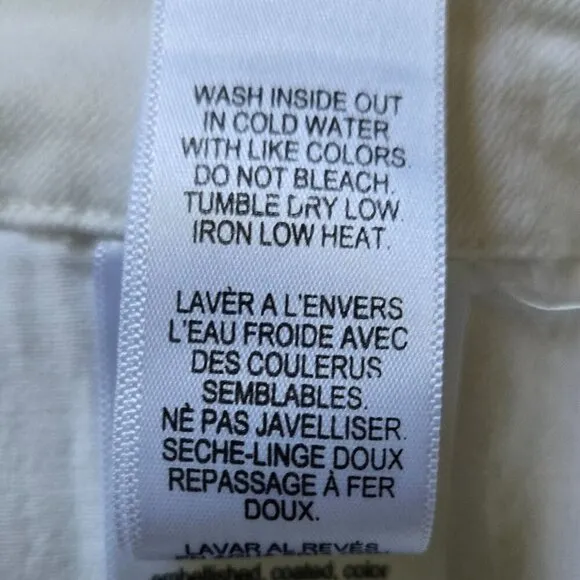 WASH INSIDE OUT
IN COLD WATER
WITH LIKE COLORS.
DO NOT BLEACH.
TUMBLE DRY LOW.
IRON LOW HEAT.
LAVÈR A L'ENVERS
L'EAU FROIDE AVEC
DES COULERUS
SEMBLABLES.
NÈ PAS JAVELLISER.
SECHE-LINGE DOUX
REPASSAGE À FER
DOUX.
LAVAR AL REVÉS
embellished, coated, color